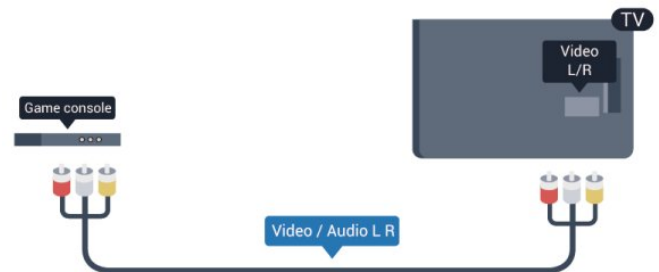 TV
Video
L/R
Game console
Video / Audio L R